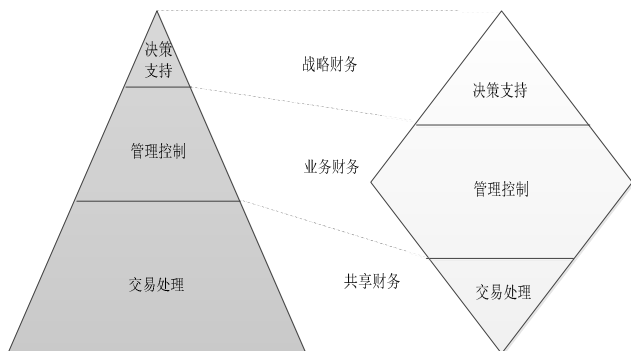 决策
支持
战略财务
决策支持
管理控制
业务财务
管理控制
交易处理
共享财务
交易处理